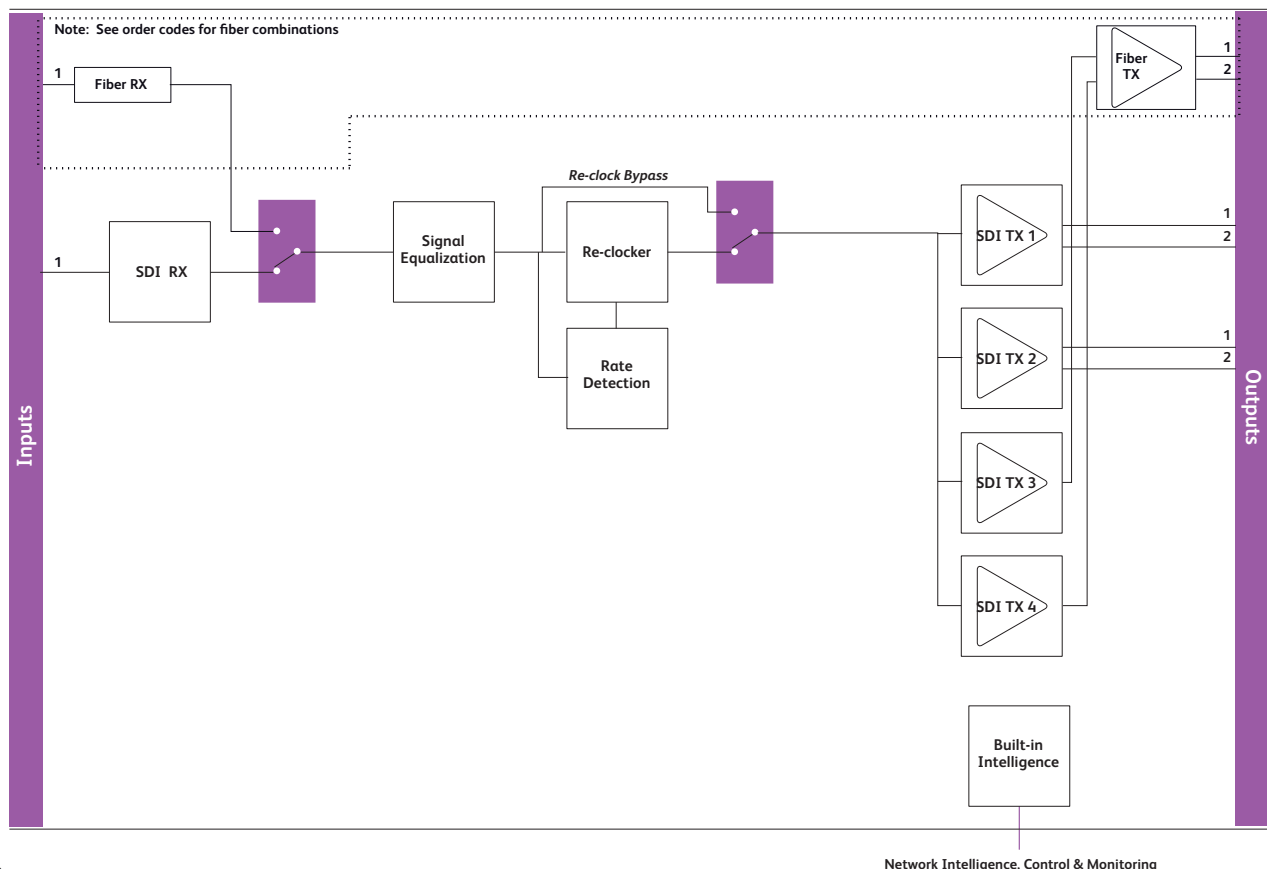 Note: See order codes for fiber combinations
1
Fiber RX
Fiber
TX
1
2
Re-clock Bypass
1
SDI RX
Signal
Equalization
Re-clocker
Rate
Detection
SDI TX 1
1
2
SDI TX 2
1
2
SDI TX 3
SDI TX 4
Inputs
Outputs
Built-in
Intelligence
Network Intelligence, Control & Monitoring